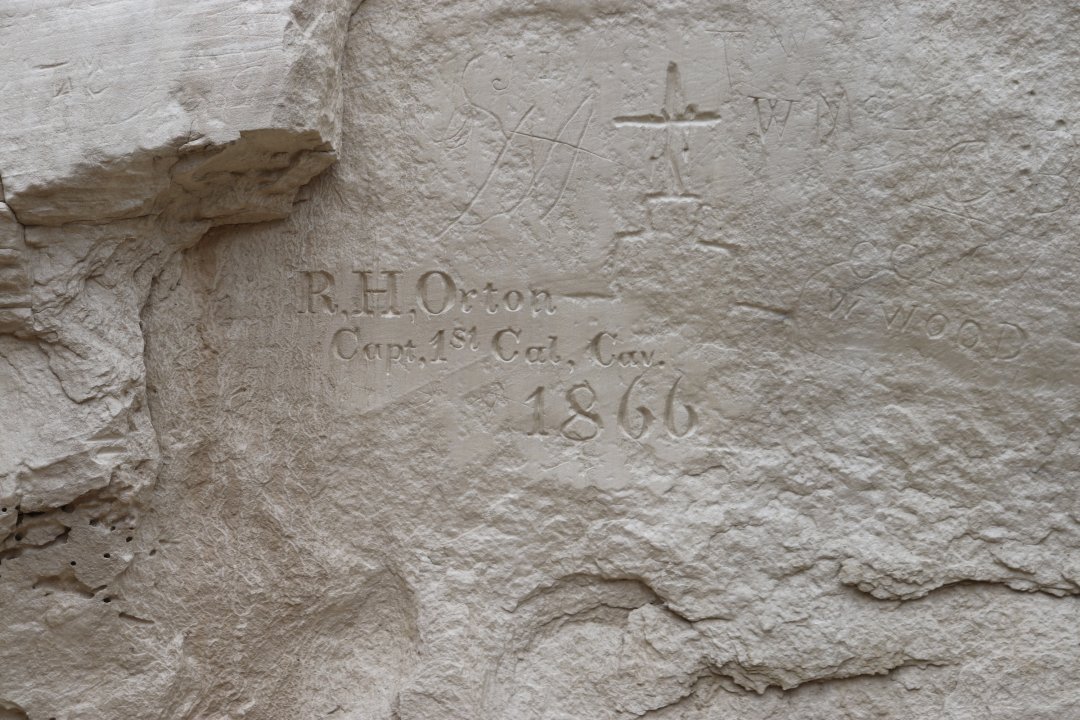 T W
W M
R.H,Orton
Capt,1st Cal, Cav.
1866
W WOOD